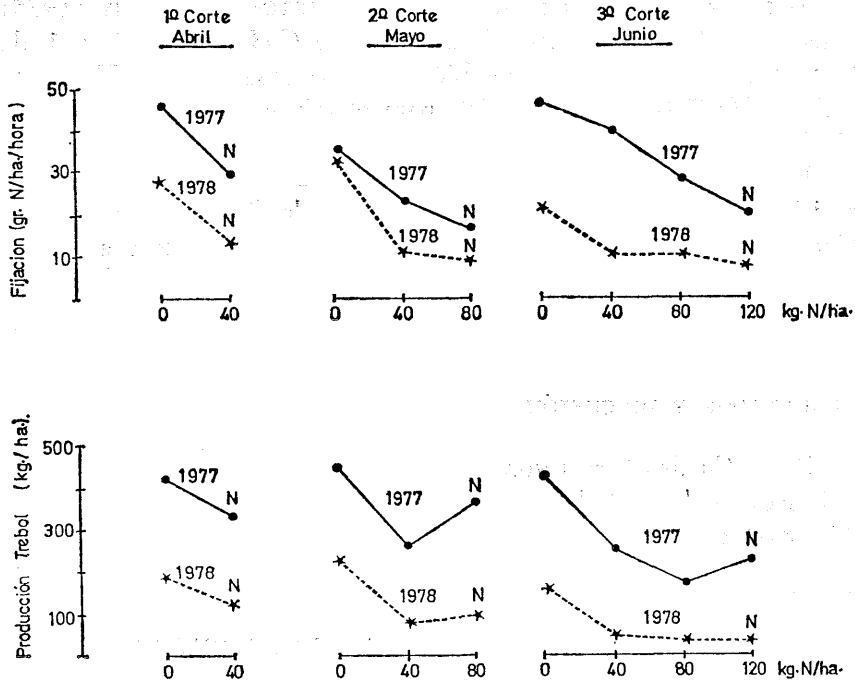 1º Corte
Abril
2º Corte
Mayo
3º Corte
Junio
Fijacion (gr. N/ha/hora)
50
30
10
1977
N
1978
N
0
40
1977
N
1978
N
0
40
80
1977
N
1978
N
0
40
80
120
kg. N/ha.
Producción Trebol (kg./ha.).
500
300
100
1977
N
1978
N
0
40
1977
N
1978
N
0
40
80
1977
N
1978
N
0
40
80
120
kg. N/ha.